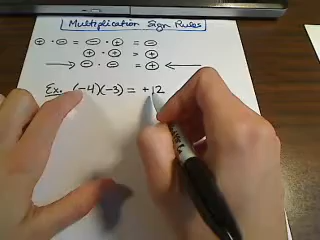 Multiplication Sign Rules
⊕ · ⊖ = ⊖ · ⊕ = ⊖
⊕ · ⊕ = ⊕
→ ⊖ · ⊖ = ⊕ ←
Ex. (-4)(-3) = +12